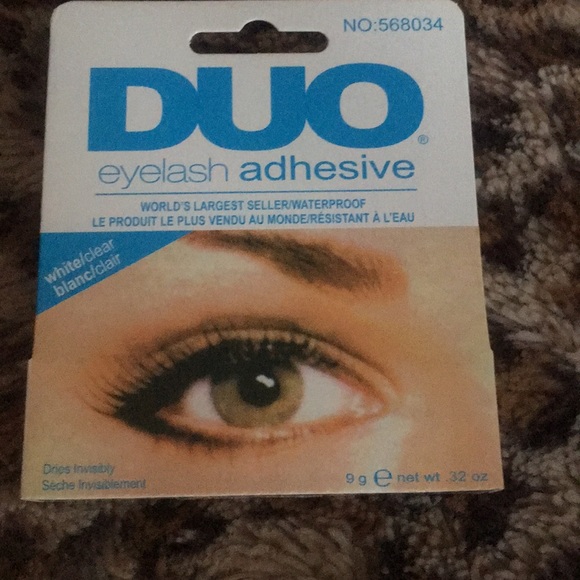 NO:568034
DUO®
eyelash adhesive
WORLD'S LARGEST SELLER/WATERPROOF
LE PRODUIT LE PLUS VENDU AU MONDE/RÉSISTANT À L'EAU
white/clear
blanc/clair
Dries Invisibly
Sèche Invisiblement
9 g ℮ net wt .32 oz